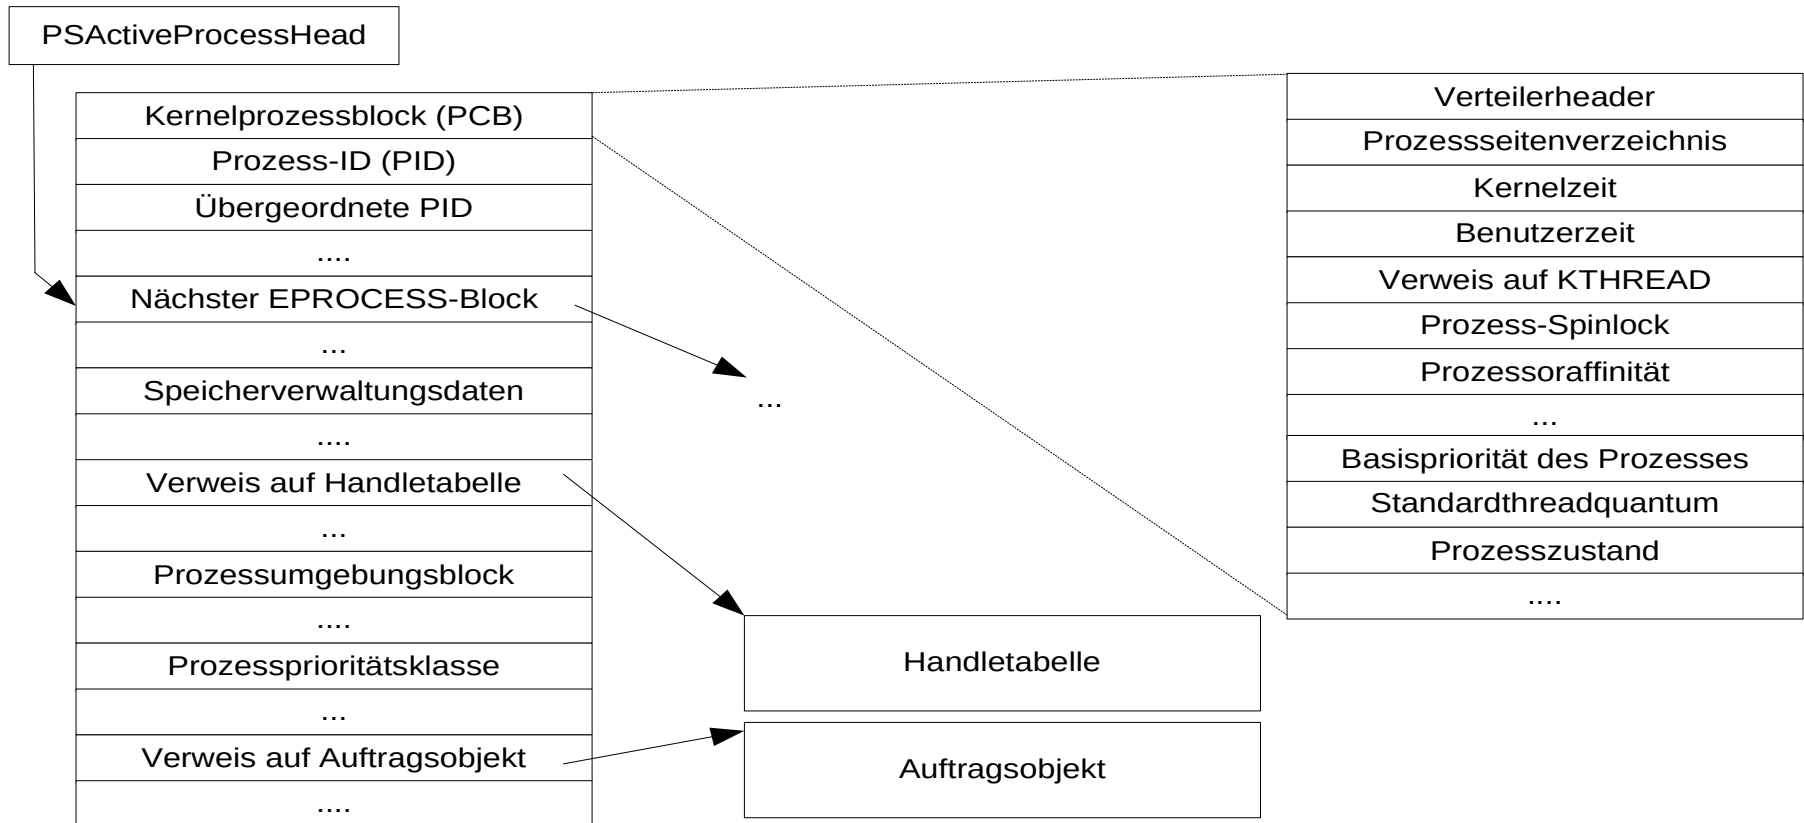 PSActiveProcessHead
Kernelprozessblock (PCB)
Prozess-ID (PID)
Übergeordnete PID
....
Nächster EPROCESS-Block
...
Speicherverwaltungsdaten
....
Verweis auf Handletabelle
...
Prozessumgebungsblock
....
Prozessprioritätsklasse
...
Verweis auf Auftragsobjekt
....
...
Handletabelle
Auftragsobjekt
Verteilerheader
Prozessseitenverzeichnis
Kernelzeit
Benutzerzeit
Verweis auf KTHREAD
Prozess-Spinlock
Prozessoraffinität
...
Basispriorität des Prozesses
Standardthreadquantum
Prozesszustand
....